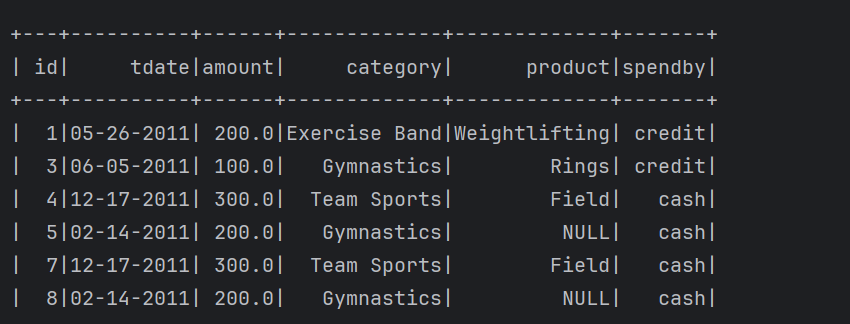 +---+----------+------+-------------+-------------+-------+
| id|     tdate|amount|     category|      product|spendby|
+---+----------+------+-------------+-------------+-------+
|  1|05-26-2011| 200.0|Exercise Band|Weightlifting| credit|
|  3|06-05-2011| 100.0|   Gymnastics|        Rings| credit|
|  4|12-17-2011| 300.0|  Team Sports|        Field|   cash|
|  5|02-14-2011| 200.0|   Gymnastics|         NULL|   cash|
|  7|12-17-2011| 300.0|  Team Sports|        Field|   cash|
|  8|02-14-2011| 200.0|   Gymnastics|         NULL|   cash|